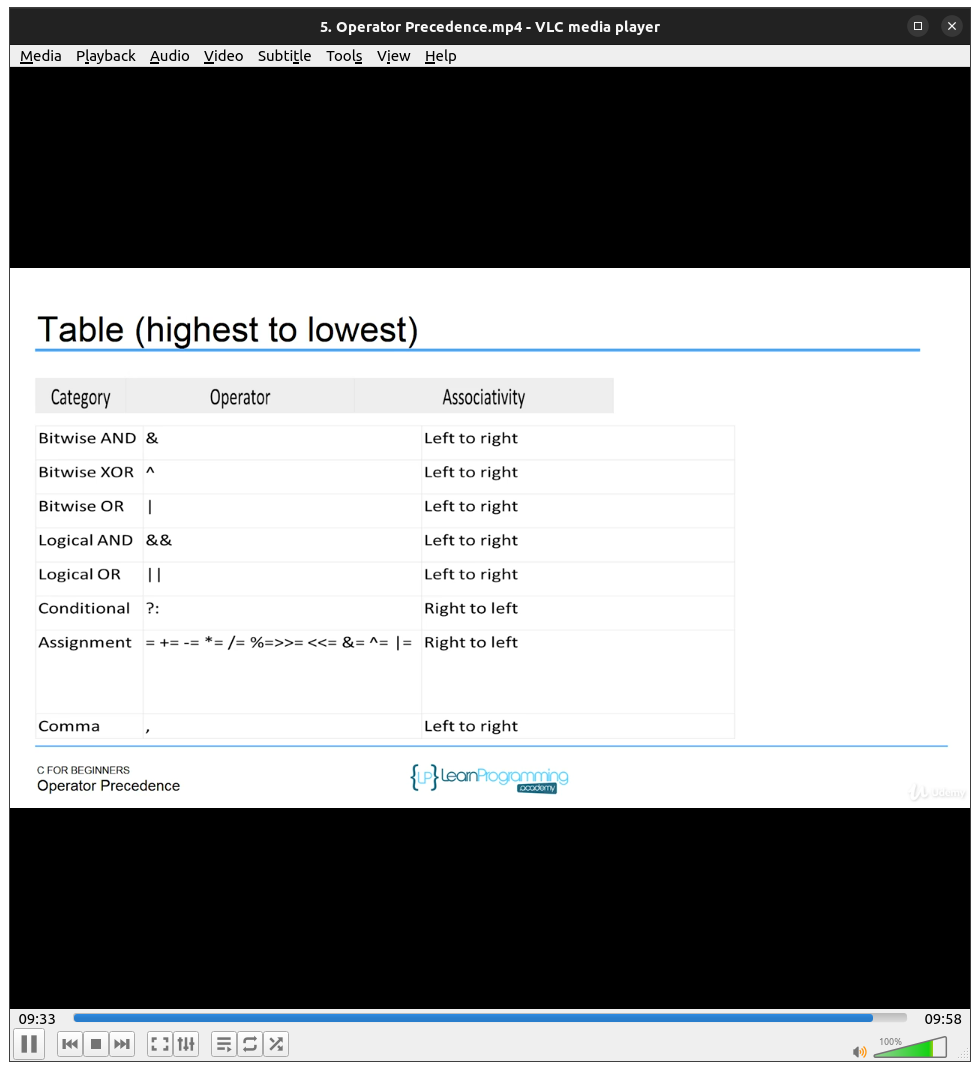 5. Operator Precedence.mp4 - VLC media player
Media Playback Audio Video Subtitle Tools View Help
Table (highest to lowest)
Category Operator Associativity
Bitwise AND & Left to right
Bitwise XOR ^ Left to right
Bitwise OR | Left to right
Logical AND && Left to right
Logical OR || Left to right
Conditional ?: Right to left
Assignment = += -= *= /= %=>>= <<= &= ^= |= Right to left
Comma , Left to right
C FOR BEGINNERS
Operator Precedence
{LP} LearnProgramming
academy
Udemy
09:33 09:58
100%